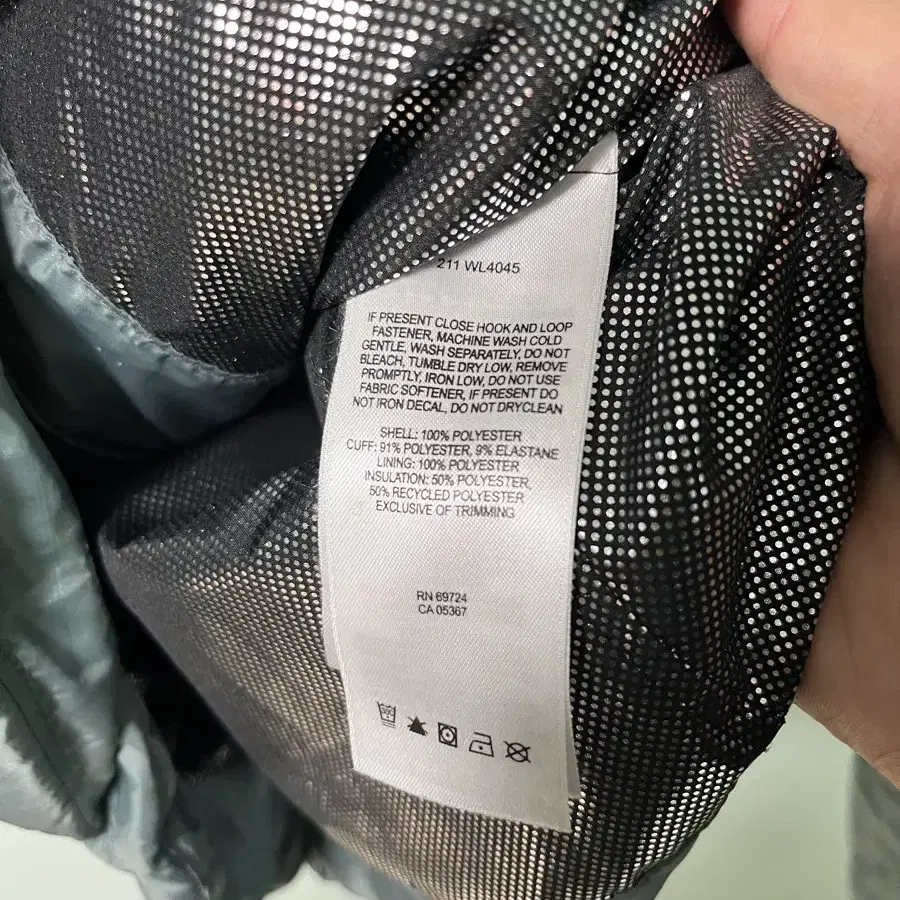 211 WL4045
IF PRESENT CLOSE HOOK AND LOOP
FASTENER, MACHINE WASH COLD
GENTLE, WASH SEPARATELY, DO NOT
BLEACH, TUMBLE DRY LOW, REMOVE
PROMPTLY, IRON LOW, DO NOT USE
FABRIC SOFTENER, IF PRESENT DO
NOT IRON DECAL, DO NOT DRYCLEAN
SHELL: 100% POLYESTER
CUFF: 91% POLYESTER, 9% ELASTANE
LINING: 100% POLYESTER
INSULATION: 50% POLYESTER,
50% RECYCLED POLYESTER
EXCLUSIVE OF TRIMMING
RN 69724
CA 05367